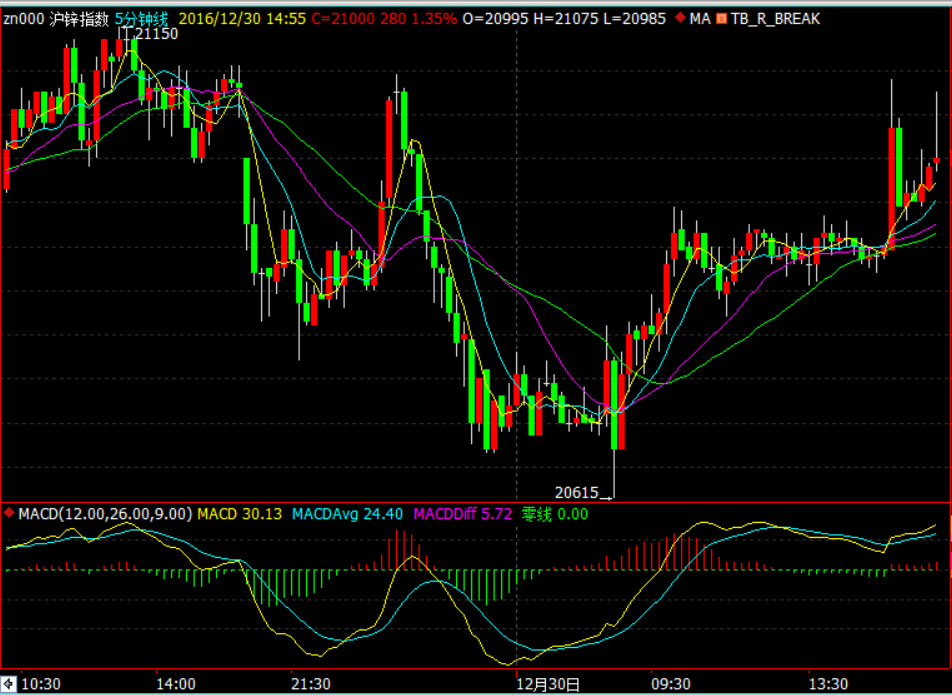 zn000 沪锌指数 5分钟线 2016/12/30 14:55 C=21000 280 1.35% O=20995 H=21075 L=20985 MA TB_R_BREAK
21150
20615
MACD(12.00,26.00,9.00) MACD 30.13 MACDAvg 24.40 MACDDiff 5.72 零线 0.00
10:30 14:00 21:30 12月30日 09:30 13:30